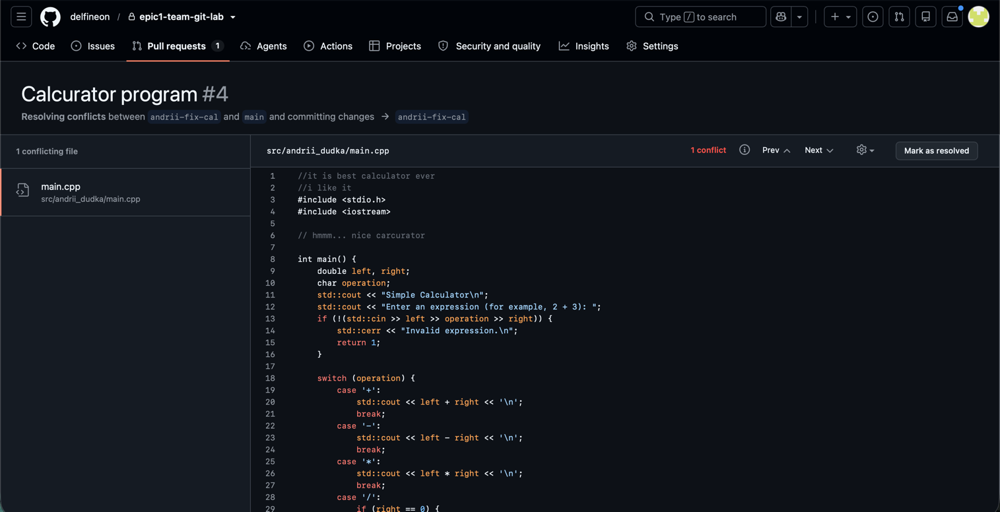 delfineon / epic1-team-git-lab
Type / to search
Code
Issues
Pull requests 1
Agents
Actions
Projects
Security and quality
Insights
Settings
Calcurator program #4
Resolving conflicts between andrii-fix-cal and main and committing changes → andrii-fix-cal
1 conflicting file
main.cpp
src/andrii_dudka/main.cpp
src/andrii_dudka/main.cpp
1 conflict
Prev
Next
Mark as resolved
1 //it is best calculator ever
2 //i like it
3 #include <stdio.h>
4 #include <iostream>
5
6 // hmmm... nice carcurator
7
8 int main() {
9     double left, right;
10     char operation;
11     std::cout << "Simple Calculator\n";
12     std::cout << "Enter an expression (for example, 2 + 3): ";
13     if (!(std::cin >> left >> operation >> right)) {
14         std::cerr << "Invalid expression.\n";
15         return 1;
16     }
17
18     switch (operation) {
19         case '+':
20             std::cout << left + right << '\n';
21             break;
22         case '-':
23             std::cout << left - right << '\n';
24             break;
25         case '*':
26             std::cout << left * right << '\n';
27             break;
28         case '/':
29             if (right == 0) {